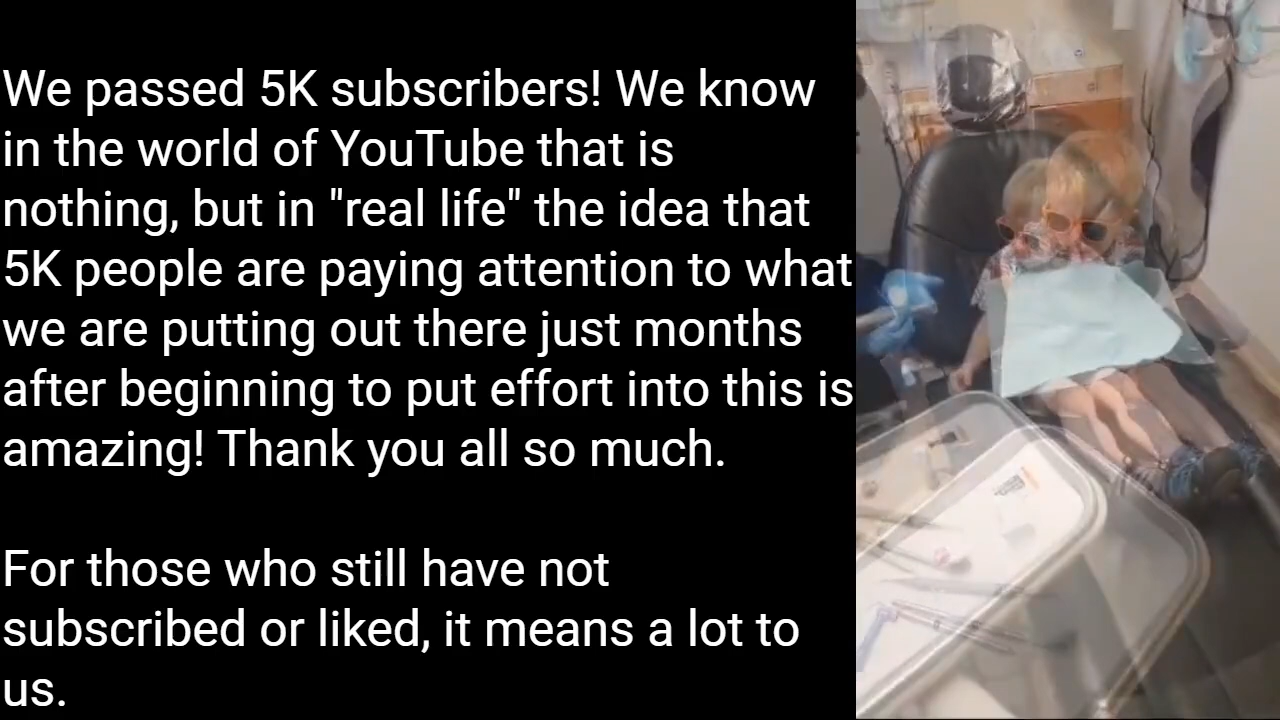 We passed 5K subscribers! We know
in the world of YouTube that is
nothing, but in "real life" the idea that
5K people are paying attention to what
we are putting out there just months
after beginning to put effort into this is
amazing! Thank you all so much.
For those who still have not
subscribed or liked, it means a lot to
us.